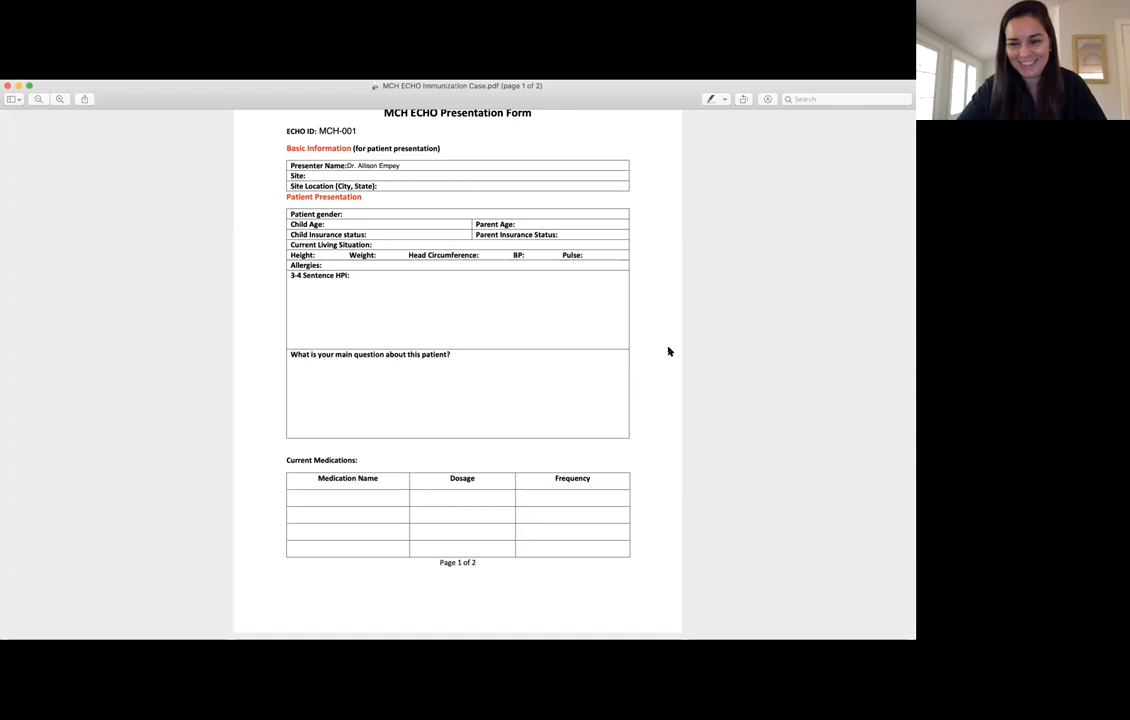 MCH ECHO Immunization Case.pdf (page 1 of 2)
Search
MCH ECHO Presentation Form
ECHO ID: MCH-001
Basic Information (for patient presentation)
Presenter Name:Dr. Allison Empey
Site:
Site Location (City, State):
Patient Presentation
Patient gender:
Child Age: Parent Age:
Child Insurance status: Parent Insurance Status:
Current Living Situation:
Height: Weight: Head Circumference: BP: Pulse:
Allergies:
3-4 Sentence HPI:
What is your main question about this patient?
Current Medications:
Medication Name Dosage Frequency
Page 1 of 2